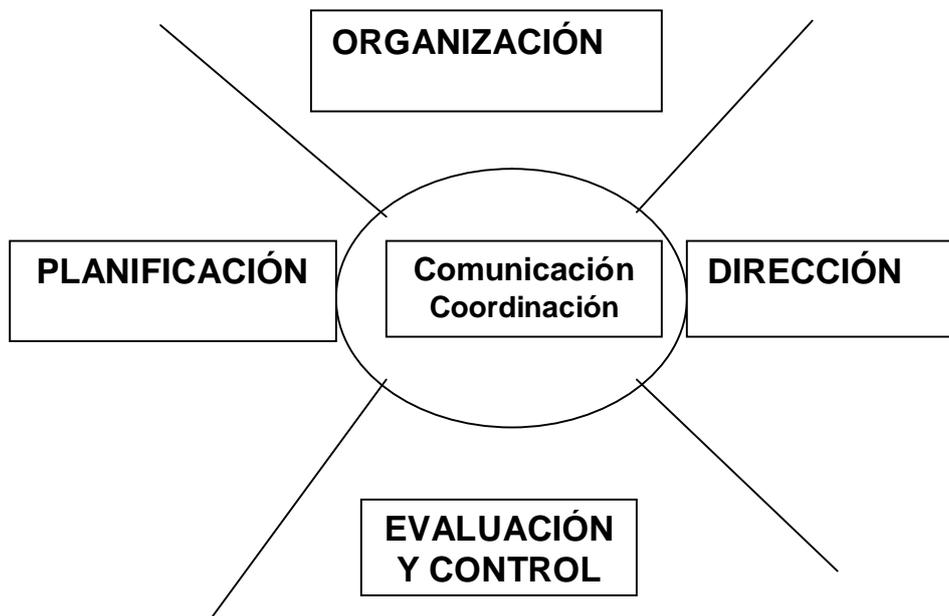 ORGANIZACIÓN
PLANIFICACIÓN
Comunicación
Coordinación
DIRECCIÓN
EVALUACIÓN
Y CONTROL